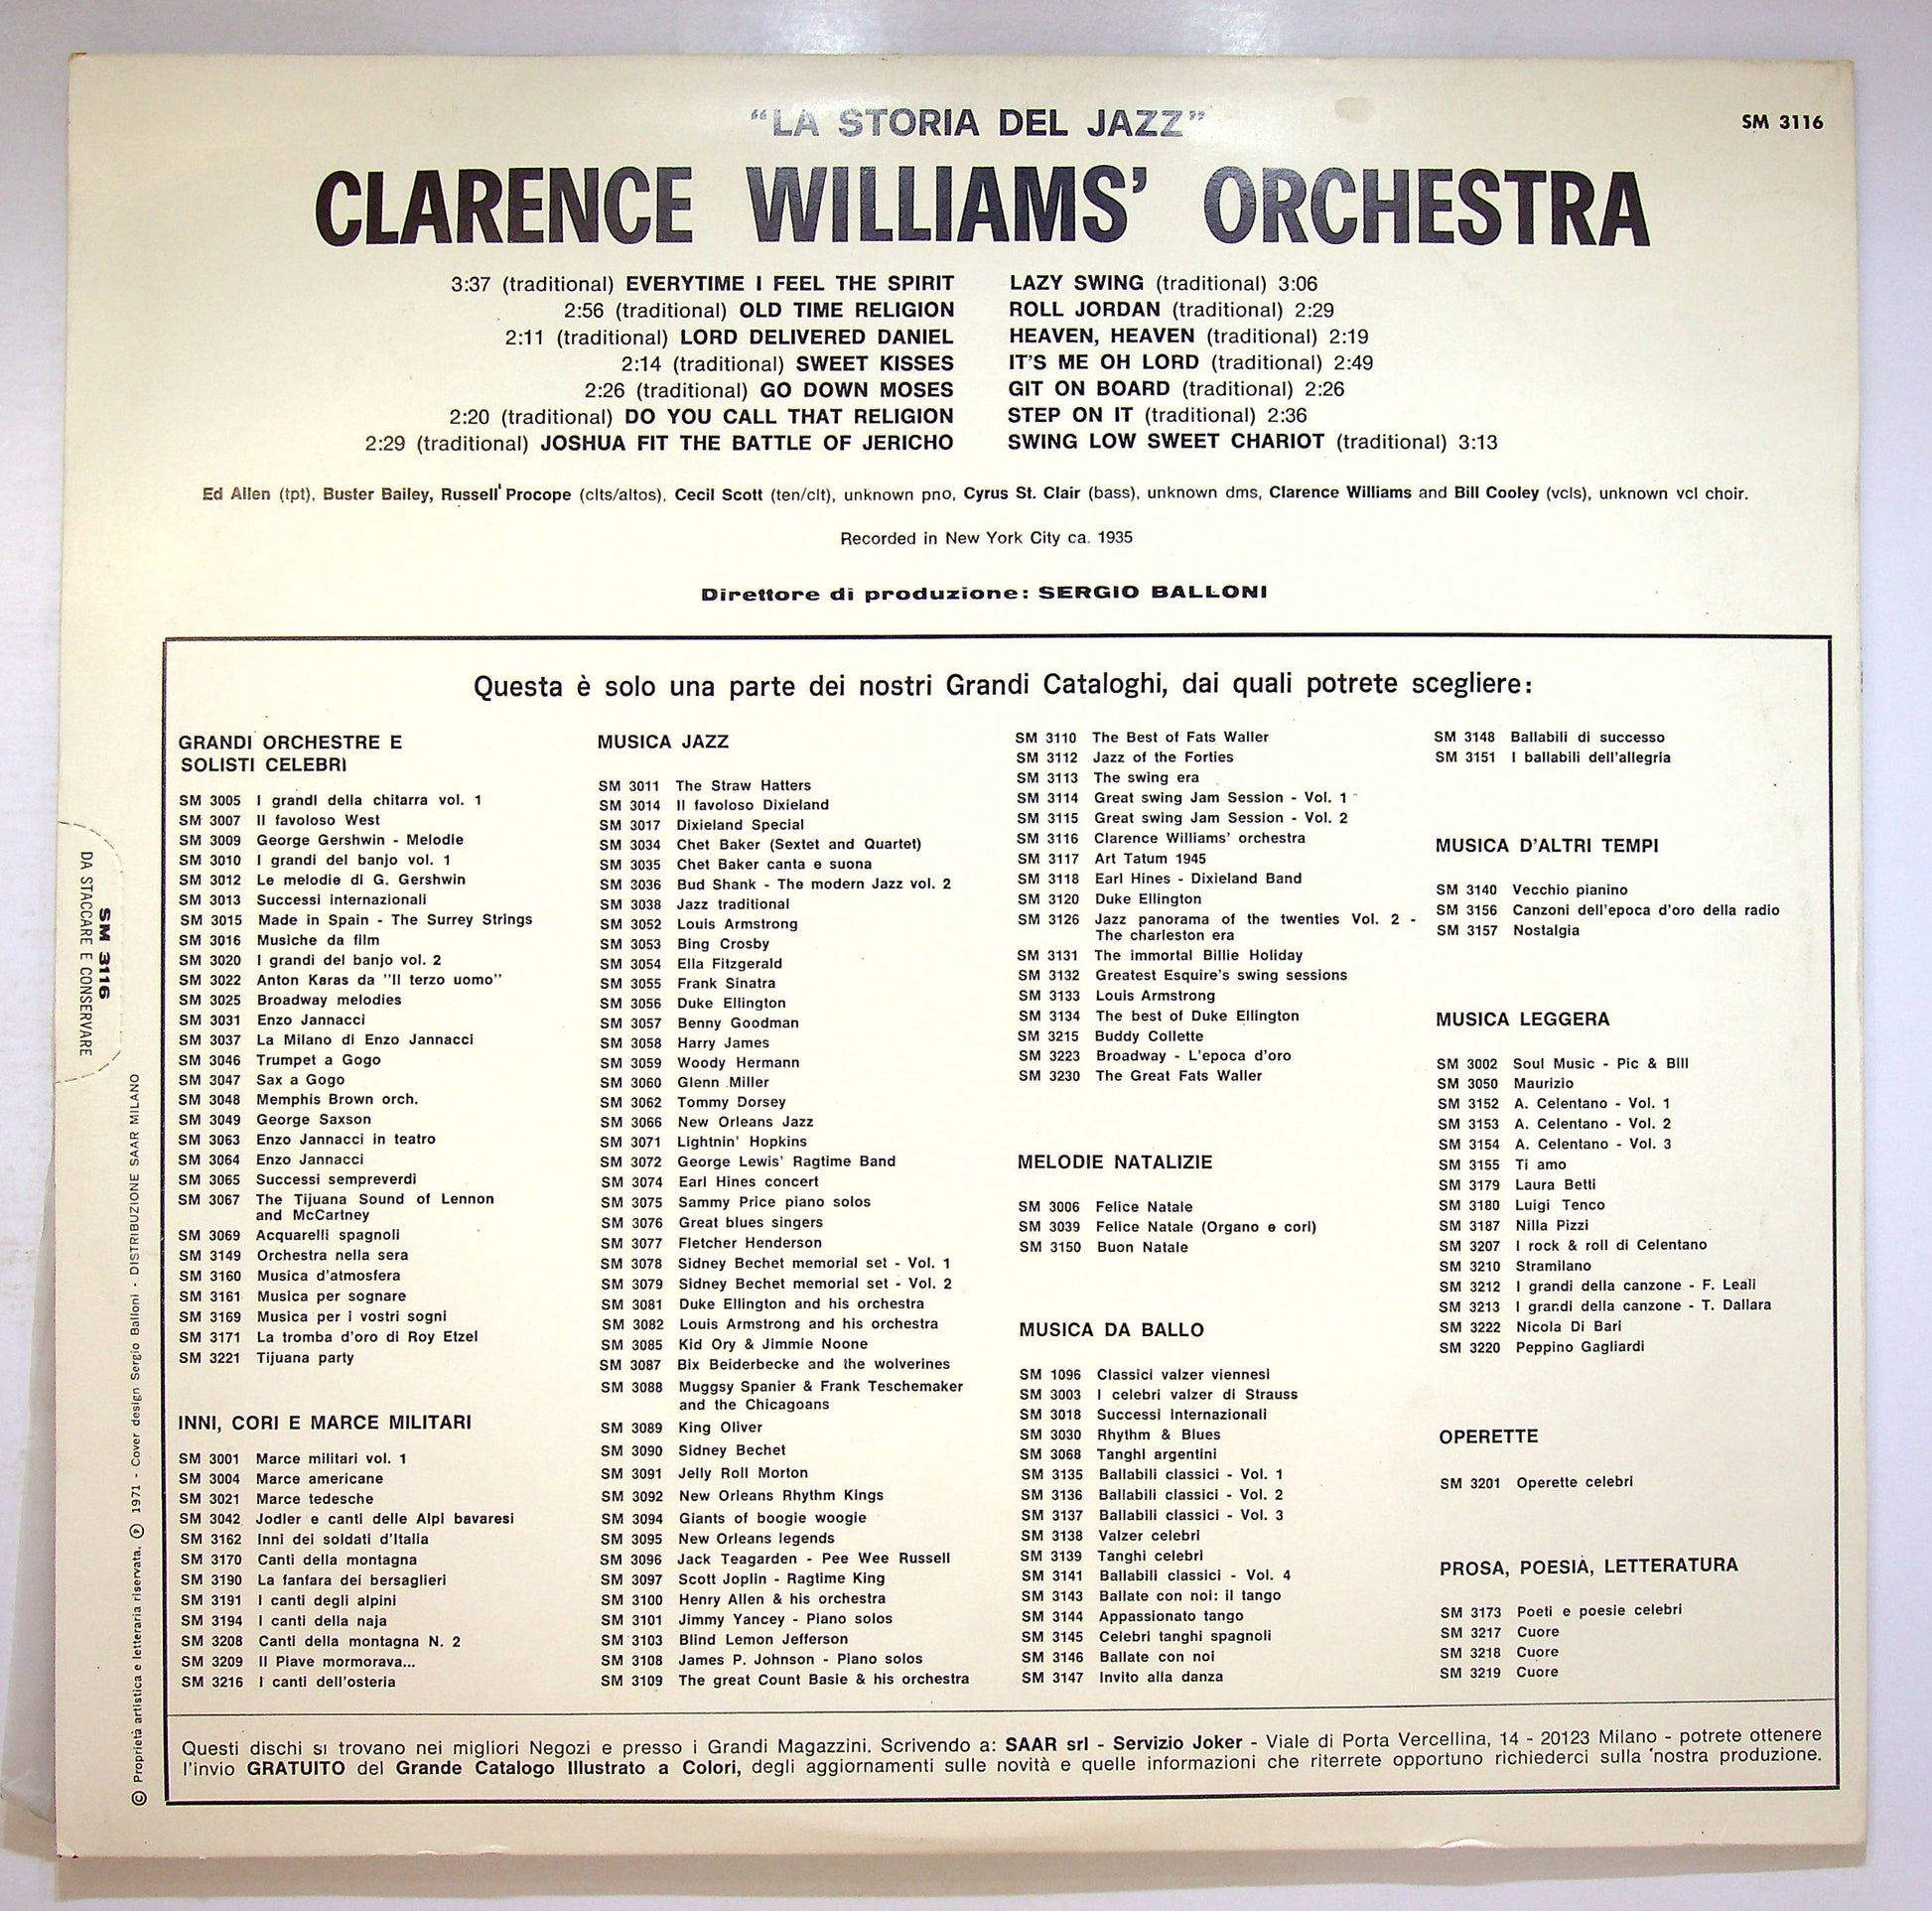 "LA STORIA DEL JAZZ"
SM 3116
CLARENCE WILLIAMS' ORCHESTRA
3:37 (traditional) EVERYTIME I FEEL THE SPIRIT
2:56 (traditional) OLD TIME RELIGION
2:11 (traditional) LORD DELIVERED DANIEL
2:14 (traditional) SWEET KISSES
2:26 (traditional) GO DOWN MOSES
2:20 (traditional) DO YOU CALL THAT RELIGION
2:29 (traditional) JOSHUA FIT THE BATTLE OF JERICHO
LAZY SWING (traditional) 3:06
ROLL JORDAN (traditional) 2:29
HEAVEN, HEAVEN (traditional) 2:19
IT'S ME OH LORD (traditional) 2:49
GIT ON BOARD (traditional) 2:26
STEP ON IT (traditional) 2:36
SWING LOW SWEET CHARIOT (traditional) 3:13
Ed Allen (tpt), Buster Bailey, Russell Procope (clts/altos), Cecil Scott (ten/clt), unknown pno, Cyrus St. Clair (bass), unknown dms, Clarence Williams and Bill Cooley (vcls), unknown vcl choir.
Recorded in New York City ca. 1935
Direttore di produzione: SERGIO BALLONI
Questa è solo una parte dei nostri Grandi Cataloghi, dai quali potrete scegliere:
GRANDI ORCHESTRE E
SOLISTI CELEBRI
SM 3005 I grandi della chitarra vol. 1
SM 3007 Il favoloso West
SM 3009 George Gershwin - Melodie
SM 3010 I grandi del banjo vol. 1
SM 3012 Le melodie di G. Gershwin
SM 3013 Successi internazionali
SM 3015 Made in Spain - The Surrey Strings
SM 3016 Musiche da film
SM 3020 I grandi del banjo vol. 2
SM 3022 Anton Karas da "Il terzo uomo"
SM 3025 Broadway melodies
SM 3031 Enzo Jannacci
SM 3037 La Milano di Enzo Jannacci
SM 3046 Trumpet a Gogo
SM 3047 Sax a Gogo
SM 3048 Memphis Brown orch.
SM 3049 George Saxson
SM 3063 Enzo Jannacci in teatro
SM 3064 Enzo Jannacci
SM 3065 Successi sempreverdi
SM 3067 The Tijuana Sound of Lennon
and McCartney
SM 3069 Acquarelli spagnoli
SM 3149 Orchestra nella sera
SM 3160 Musica d'atmosfera
SM 3161 Musica per sognare
SM 3169 Musica per i vostri sogni
SM 3171 La tromba d'oro di Roy Etzel
SM 3221 Tijuana party
INNI, CORI E MARCE MILITARI
SM 3001 Marce militari vol. 1
SM 3004 Marce americane
SM 3021 Marce tedesche
SM 3042 Jodler e canti delle Alpi bavaresi
SM 3162 Inni dei soldati d'Italia
SM 3170 Canti della montagna
SM 3190 La fanfara dei bersaglieri
SM 3191 I canti degli alpini
SM 3194 I canti della naja
SM 3208 Canti della montagna N. 2
SM 3209 Il Piave mormorava...
SM 3216 I canti dell'osteria
MUSICA JAZZ
SM 3011 The Straw Hatters
SM 3014 Il favoloso Dixieland
SM 3017 Dixieland Special
SM 3034 Chet Baker (Sextet and Quartet)
SM 3035 Chet Baker canta e suona
SM 3036 Bud Shank - The modern Jazz vol. 2
SM 3038 Jazz traditional
SM 3052 Louis Armstrong
SM 3053 Bing Crosby
SM 3054 Ella Fitzgerald
SM 3055 Frank Sinatra
SM 3056 Duke Ellington
SM 3057 Benny Goodman
SM 3058 Harry James
SM 3059 Woody Hermann
SM 3060 Glenn Miller
SM 3062 Tommy Dorsey
SM 3066 New Orleans Jazz
SM 3071 Lightnin' Hopkins
SM 3072 George Lewis' Ragtime Band
SM 3074 Earl Hines concert
SM 3075 Sammy Price piano solos
SM 3076 Great blues singers
SM 3077 Fletcher Henderson
SM 3078 Sidney Bechet memorial set - Vol. 1
SM 3079 Sidney Bechet memorial set - Vol. 2
SM 3081 Duke Ellington and his orchestra
SM 3082 Louis Armstrong and his orchestra
SM 3085 Kid Ory & Jimmie Noone
SM 3087 Bix Beiderbecke and the wolverines
SM 3088 Muggsy Spanier & Frank Teschemaker
and the Chicagoans
SM 3089 King Oliver
SM 3090 Sidney Bechet
SM 3091 Jelly Roll Morton
SM 3092 New Orleans Rhythm Kings
SM 3094 Giants of boogie woogie
SM 3095 New Orleans legends
SM 3096 Jack Teagarden - Pee Wee Russell
SM 3097 Scott Joplin - Ragtime King
SM 3100 Henry Allen & his orchestra
SM 3101 Jimmy Yancey - Piano solos
SM 3103 Blind Lemon Jefferson
SM 3108 James P. Johnson - Piano solos
SM 3109 The great Count Basie & his orchestra
SM 3110 The Best of Fats Waller
SM 3112 Jazz of the Forties
SM 3113 The swing era
SM 3114 Great swing Jam Session - Vol. 1
SM 3115 Great swing Jam Session - Vol. 2
SM 3116 Clarence Williams' orchestra
SM 3117 Art Tatum 1945
SM 3118 Earl Hines - Dixieland Band
SM 3120 Duke Ellington
SM 3126 Jazz panorama of the twenties Vol. 2 -
The charleston era
SM 3131 The immortal Billie Holiday
SM 3132 Greatest Esquire's swing sessions
SM 3133 Louis Armstrong
SM 3134 The best of Duke Ellington
SM 3215 Buddy Collette
SM 3223 Broadway - L'epoca d'oro
SM 3230 The Great Fats Waller
MELODIE NATALIZIE
SM 3006 Felice Natale
SM 3039 Felice Natale (Organo e cori)
SM 3150 Buon Natale
MUSICA DA BALLO
SM 1096 Classici valzer viennesi
SM 3003 I celebri valzer di Strauss
SM 3018 Successi Internazionali
SM 3030 Rhythm & Blues
SM 3068 Tanghi argentini
SM 3135 Ballabili classici - Vol. 1
SM 3136 Ballabili classici - Vol. 2
SM 3137 Ballabili classici - Vol. 3
SM 3138 Valzer celebri
SM 3139 Tanghi celebri
SM 3141 Ballabili classici - Vol. 4
SM 3143 Ballate con noi: il tango
SM 3144 Appassionato tango
SM 3145 Celebri tanghi spagnoli
SM 3146 Ballate con noi
SM 3147 Invito alla danza
SM 3148 Ballabili di successo
SM 3151 I ballabili dell'allegria
MUSICA D'ALTRI TEMPI
SM 3140 Vecchio pianino
SM 3156 Canzoni dell'epoca d'oro della radio
SM 3157 Nostalgia
MUSICA LEGGERA
SM 3002 Soul Music - Pic & Bill
SM 3050 Maurizio
SM 3152 A. Celentano - Vol. 1
SM 3153 A. Celentano - Vol. 2
SM 3154 A. Celentano - Vol. 3
SM 3155 Ti amo
SM 3179 Laura Betti
SM 3180 Luigi Tenco
SM 3187 Nilla Pizzi
SM 3207 I rock & roll di Celentano
SM 3210 Stramilano
SM 3212 I grandi della canzone - F. Leali
SM 3213 I grandi della canzone - T. Dallara
SM 3222 Nicola Di Bari
SM 3220 Peppino Gagliardi
OPERETTE
SM 3201 Operette celebri
PROSA, POESIA, LETTERATURA
SM 3173 Poeti e poesie celebri
SM 3217 Cuore
SM 3218 Cuore
SM 3219 Cuore
Questi dischi si trovano nei migliori Negozi e presso i Grandi Magazzini. Scrivendo a: SAAR srl - Servizio Joker - Viale di Porta Vercellina, 14 - 20123 Milano - potrete ottenere
l'invio GRATUITO del Grande Catalogo Illustrato a Colori, degli aggiornamenti sulle novità e quelle informazioni che riterrete opportuno richiederci sulla nostra produzione.
SM 3116
DA STACCARE E CONSERVARE
© Proprietà artistica e letteraria riservata. ℗ 1971 - Cover design Sergio Balloni - DISTRIBUZIONE SAAR MILANO